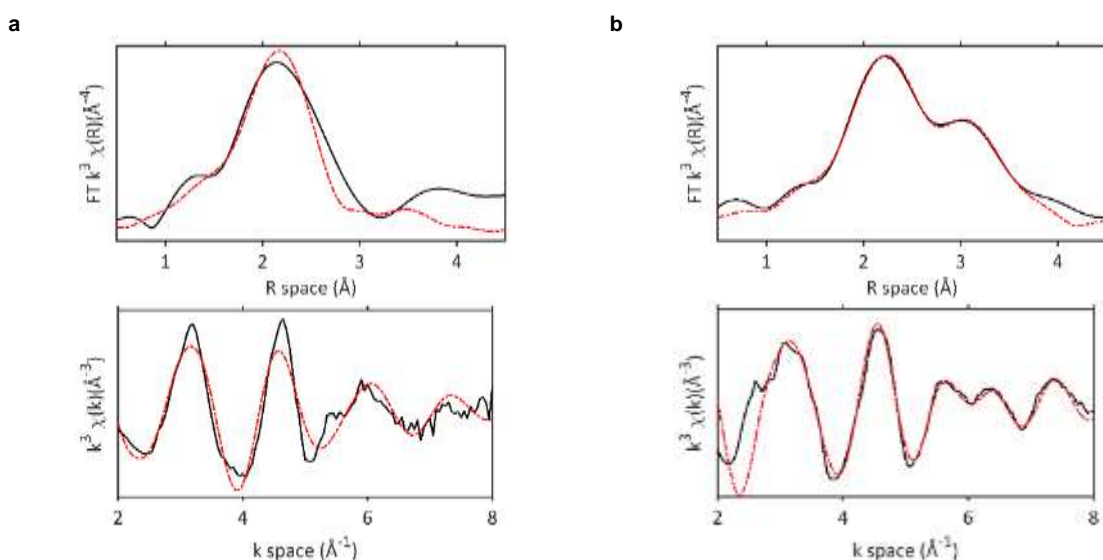 a
b
FT k³ χ(R)(Å⁻⁴)
1 2 3 4
R space (Å)
FT k³ χ(R)(Å⁻⁴)
1 2 3 4
R space (Å)
k³ χ(k)(Å⁻³)
2 4 6 8
k space (Å⁻¹)
k³ χ(k)(Å⁻³)
2 4 6 8
k space (Å⁻¹)